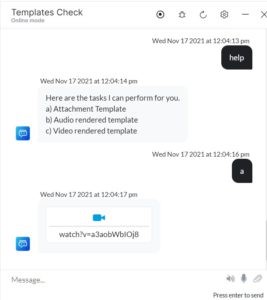 Templates Check
Online mode
Wed Nov 17 2021 at 12:04:13 pm
help
Wed Nov 17 2021 at 12:04:14 pm
Here are the tasks I can perform for you.
a) Attachment Template
b) Audio rendered template
c) Video rendered template
Wed Nov 17 2021 at 12:04:16 pm
a
Wed Nov 17 2021 at 12:04:17 pm
watch?v=a3aobWbIOj8
Message...
Press enter to send